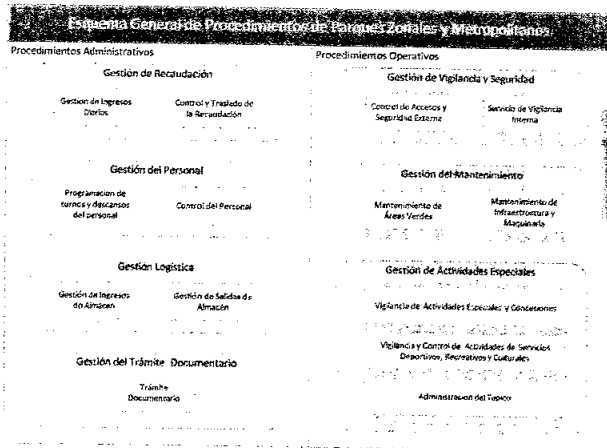 Esquema General de Procedimientos de Parques Zonales y Metropolitanos
Procedimientos Administrativos
Gestión de Recaudación
Gestión de Ingresos
Diarios
Control y Traslado de
la Recaudación
Gestión del Personal
Programación de
turnos y descansos
del personal
Control del Personal
Gestión Logística
Gestión de Ingresos
de Almacén
Gestión de Salidas de
Almacén
Gestión del Trámite Documentario
Trámite
Documentario
Procedimientos Operativos
Gestión de Vigilancia y Seguridad
Control de Accesos y
Seguridad Externa
Servicio de Vigilancia
Interna
Gestión del Mantenimiento
Mantenimiento de
Áreas Verdes
Mantenimiento de
Infraestructura y
Maquinaria
Gestión de Actividades Especiales
Vigilancia de Actividades Especiales y Concesiones
Vigilancia y Control de Actividades de Servicios
Deportivos, Recreativos y Culturales
Administración del Tópico